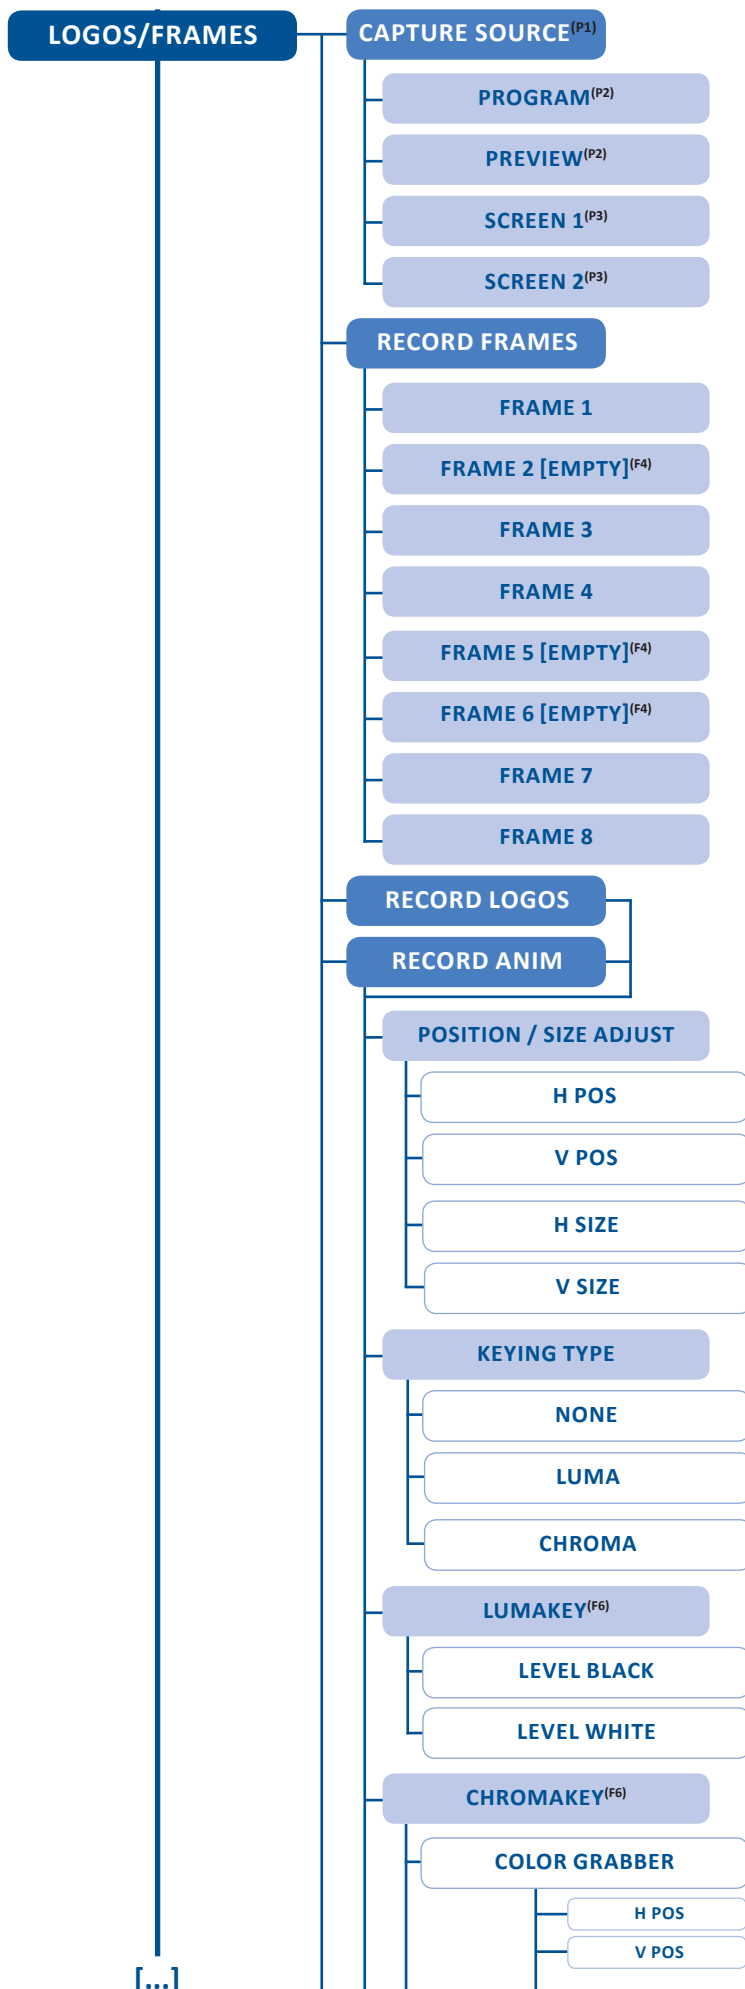 LOGOS/FRAMES
CAPTURE SOURCE(P1)
PROGRAM(P2)
PREVIEW(P2)
SCREEN 1(P3)
SCREEN 2(P3)
RECORD FRAMES
FRAME 1
FRAME 2 [EMPTY](F4)
FRAME 3
FRAME 4
FRAME 5 [EMPTY](F4)
FRAME 6 [EMPTY](F4)
FRAME 7
FRAME 8
RECORD LOGOS
RECORD ANIM
POSITION / SIZE ADJUST
H POS
V POS
H SIZE
V SIZE
KEYING TYPE
NONE
LUMA
CHROMA
LUMAKEY(F6)
LEVEL BLACK
LEVEL WHITE
CHROMAKEY(F6)
COLOR GRABBER
H POS
V POS
[...]